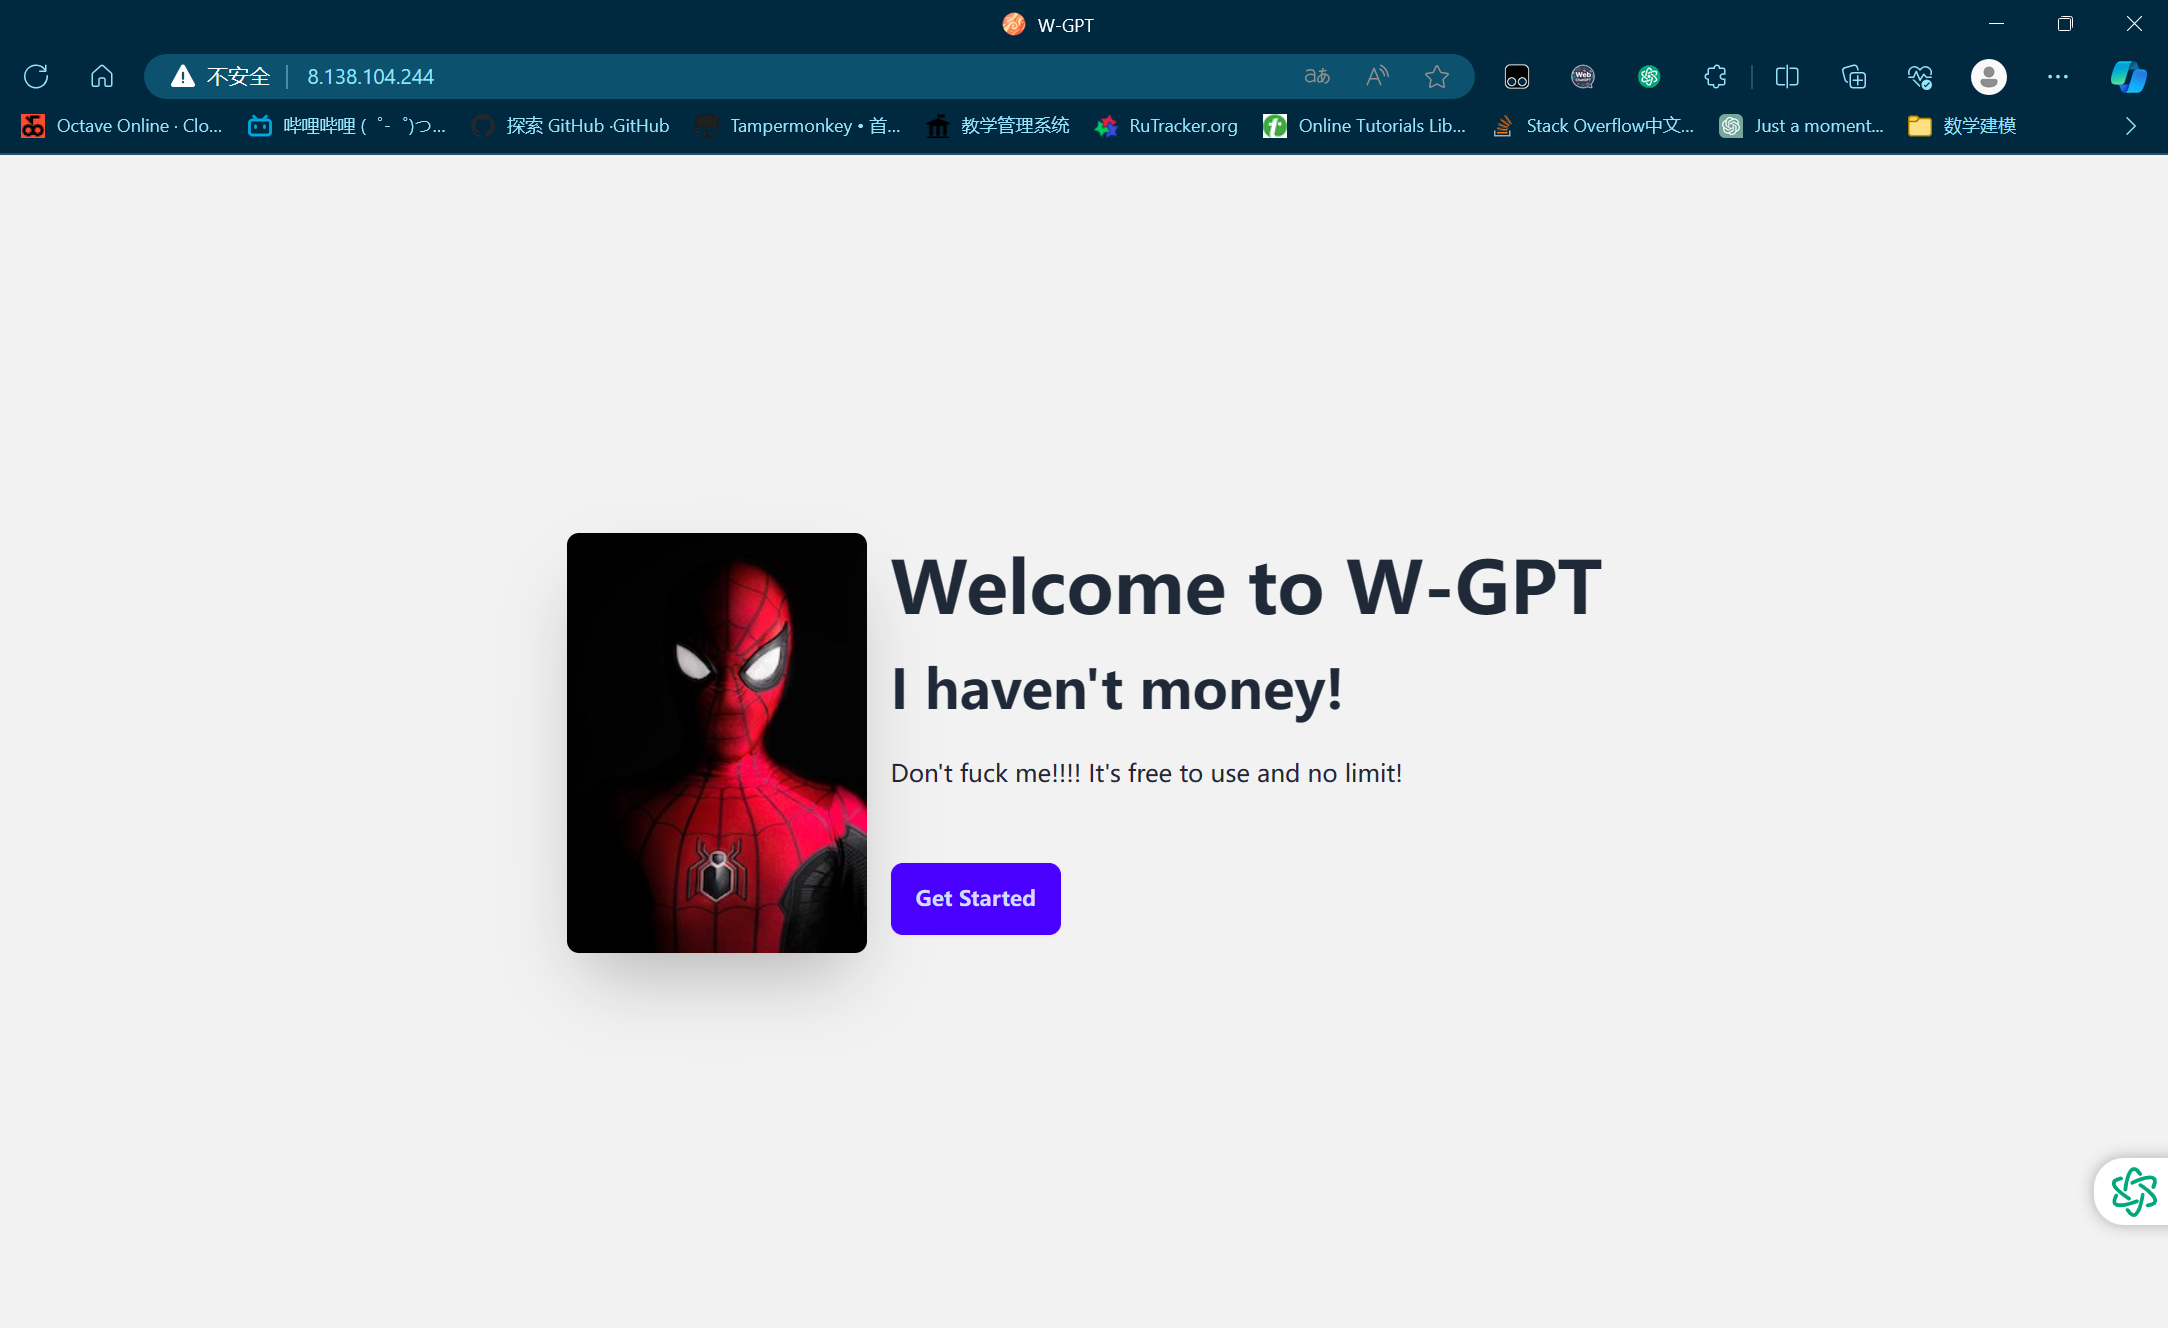 W-GPT
不安全 8.138.104.244
Octave Online · Clo... 哔哩哔哩 ( ゜- ゜)つ... 探索 GitHub ·GitHub Tampermonkey • 首... 教学管理系统 RuTracker.org Online Tutorials Lib... Stack Overflow中文... Just a moment... 数学建模
Welcome to W-GPT
I haven't money!
Don't fuck me!!!! It's free to use and no limit!
Get Started